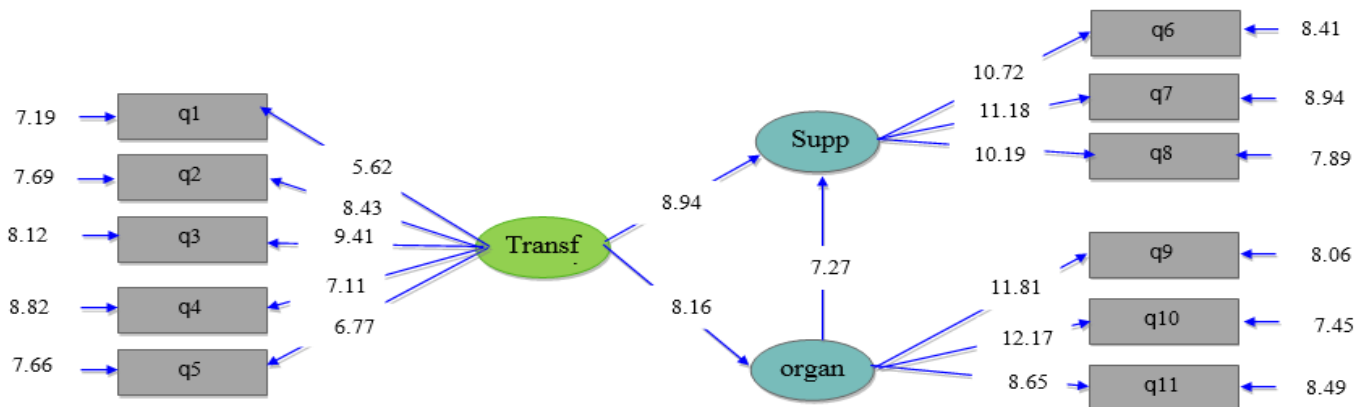 7.19
q1
7.69
q2
8.12
q3
8.82
q4
7.66
q5
5.62
8.43
9.41
7.11
6.77
Transf
.
8.94
8.16
7.27
Supp
organ
10.72
11.18
10.19
q6
8.41
q7
8.94
q8
7.89
11.81
12.17
8.65
q9
8.06
q10
7.45
q11
8.49